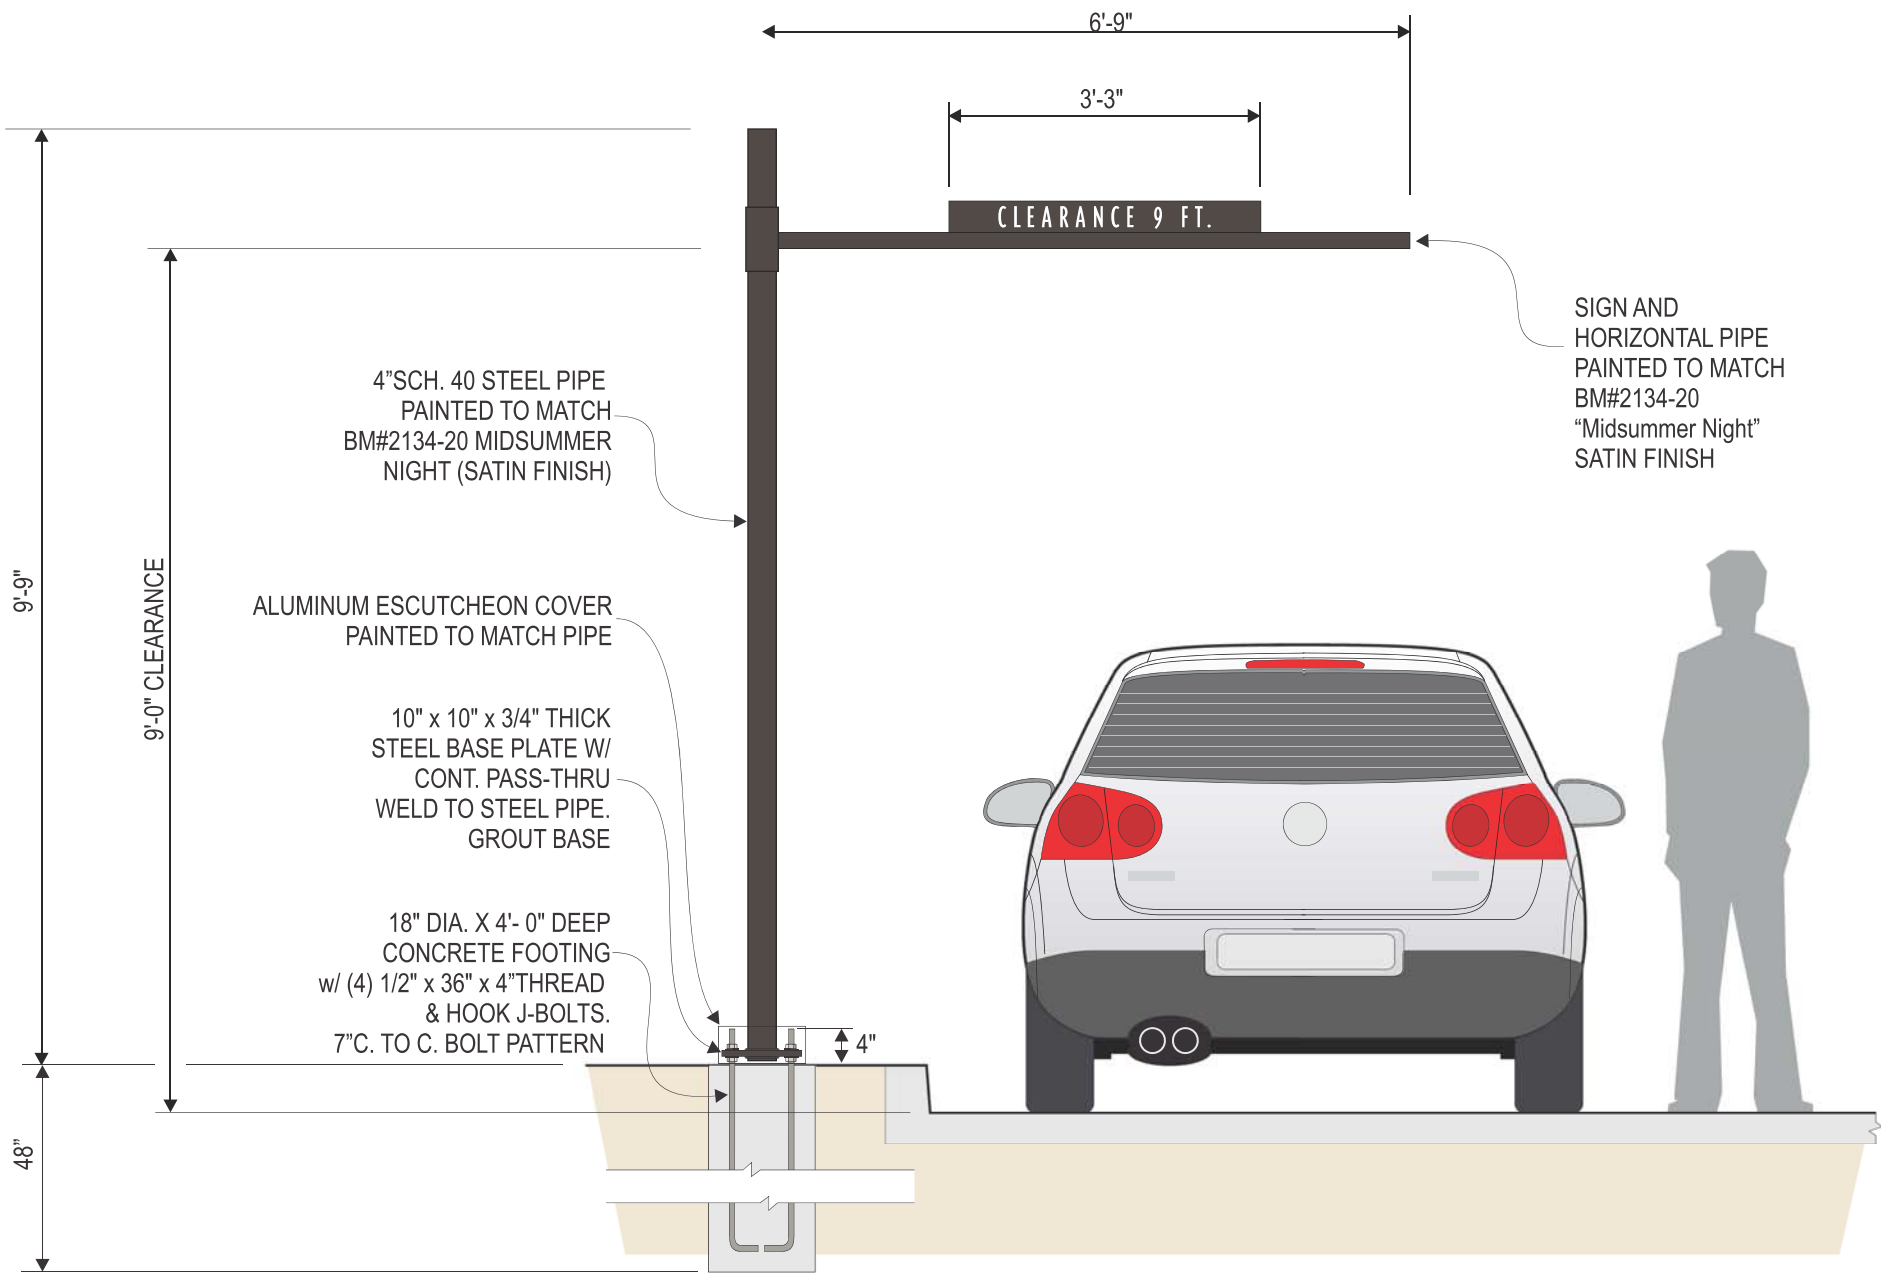 6'-9"
3'-3"
CLEARANCE 9 FT.
SIGN AND
HORIZONTAL PIPE
PAINTED TO MATCH
BM#2134-20
“Midsummer Night”
SATIN FINISH
4”SCH. 40 STEEL PIPE
PAINTED TO MATCH
BM#2134-20 MIDSUMMER
NIGHT (SATIN FINISH)
9'-9"
9'-0" CLEARANCE
ALUMINUM ESCUTCHEON COVER
PAINTED TO MATCH PIPE
10" x 10" x 3/4" THICK
STEEL BASE PLATE W/
CONT. PASS-THRU
WELD TO STEEL PIPE.
GROUT BASE
18" DIA. X 4'- 0" DEEP
CONCRETE FOOTING
w/ (4) 1/2" x 36" x 4”THREAD
& HOOK J-BOLTS.
7”C. TO C. BOLT PATTERN
4"
48”